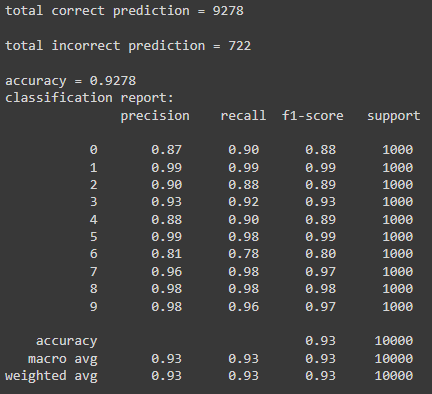 total correct prediction = 9278
total incorrect prediction = 722
accuracy = 0.9278
classification report:
precision recall f1-score support
0 0.87 0.90 0.88 1000
1 0.99 0.99 0.99 1000
2 0.90 0.88 0.89 1000
3 0.93 0.92 0.93 1000
4 0.88 0.90 0.89 1000
5 0.99 0.98 0.99 1000
6 0.81 0.78 0.80 1000
7 0.96 0.98 0.97 1000
8 0.98 0.98 0.98 1000
9 0.98 0.96 0.97 1000
accuracy 0.93 10000
macro avg 0.93 0.93 0.93 10000
weighted avg 0.93 0.93 0.93 10000